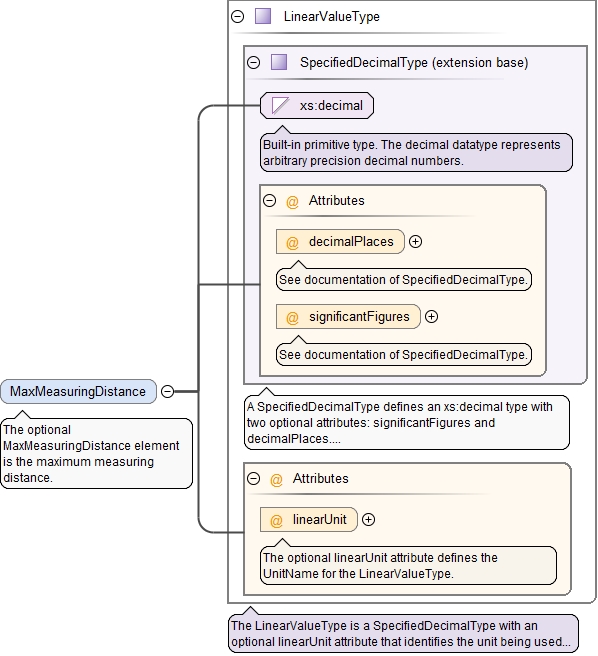 LinearValueType
SpecifiedDecimalType (extension base)
xs:decimal
Built-in primitive type. The decimal datatype represents
arbitrary precision decimal numbers.
@ Attributes
@ decimalPlaces
See documentation of SpecifiedDecimalType.
@ significantFigures
See documentation of SpecifiedDecimalType.
MaxMeasuringDistance
The optional
MaxMeasuringDistance element
is the maximum measuring
distance.
A SpecifiedDecimalType defines an xs:decimal type with
two optional attributes: significantFigures and
decimalPlaces....
@ Attributes
@ linearUnit
The optional linearUnit attribute defines the
UnitName for the LinearValueType.
The LinearValueType is a SpecifiedDecimalType with an
optional linearUnit attribute that identifies the unit being used...